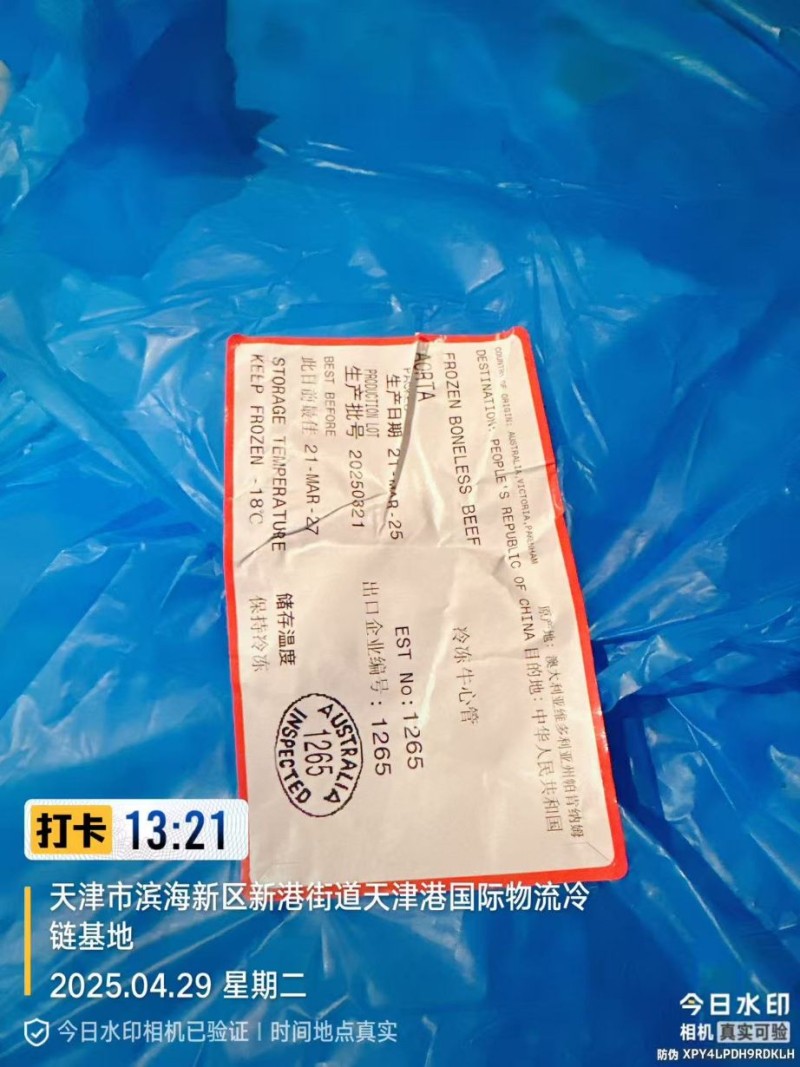 COUNTRY OF ORIGIN: AUSTRALIA,VICTORIA,PAKENHAM
原产地: 澳大利亚维多利亚州帕肯纳姆
DESTINATION: PEOPLE'S REPUBLIC OF CHINA 目的地: 中华人民共和国
FROZEN BONELESS BEEF
冷冻牛心管
AORTA
生产日期 21-MAR-25
EST No:1265
PRODUCTION LOT
生产批号 20250321
出口企业编号: 1265
BEST BEFORE
此日前最佳 21-MAR-27
STORAGE TEMPERATURE
储存温度
KEEP FROZEN -18℃
保持冷冻
AUSTRALIA
1265
INSPECTED
打卡 13:21
天津市滨海新区新港街道天津港国际物流冷
链基地
2025.04.29 星期二
今日水印相机已验证 | 时间地点真实
今日水印
相机 真实可验
防伪 XPY4LPDH9RDKLH